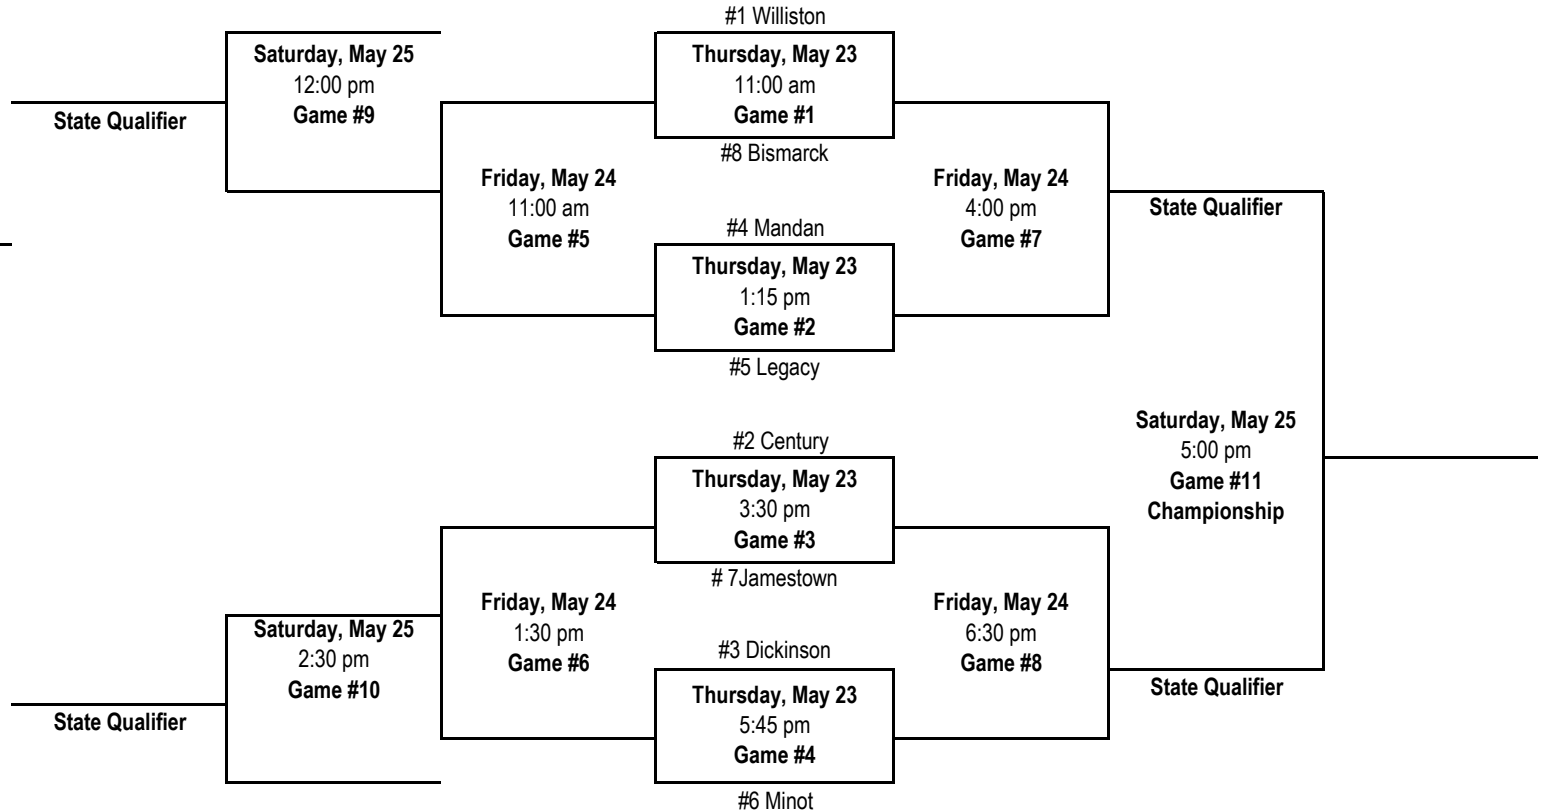 #1 Williston
Saturday, May 25
12:00 pm
Game #9
State Qualifier
Thursday, May 23
11:00 am
Game #1
#8 Bismarck
Friday, May 24
11:00 am
Game #5
Friday, May 24
4:00 pm
Game #7
State Qualifier
#4 Mandan
Thursday, May 23
1:15 pm
Game #2
#5 Legacy
#2 Century
Thursday, May 23
3:30 pm
Game #3
# 7Jamestown
Saturday, May 25
5:00 pm
Game #11
Championship
Friday, May 24
1:30 pm
Game #6
Friday, May 24
6:30 pm
Game #8
Saturday, May 25
2:30 pm
Game #10
State Qualifier
#3 Dickinson
Thursday, May 23
5:45 pm
Game #4
#6 Minot
State Qualifier